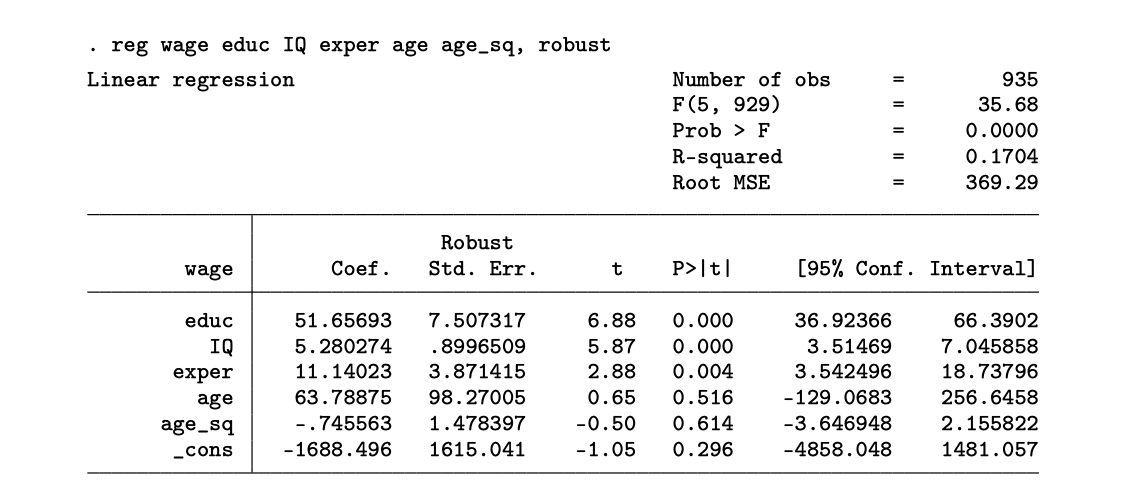 . reg wage educ IQ exper age age_sq, robust
Linear regression Number of obs = 935
F(5, 929) = 35.68
Prob > F = 0.0000
R-squared = 0.1704
Root MSE = 369.29
Robust
wage Coef. Std. Err. t P>|t| [95% Conf. Interval]
educ 51.65693 7.507317 6.88 0.000 36.92366 66.3902
IQ 5.280274 .8996509 5.87 0.000 3.51469 7.045858
exper 11.14023 3.871415 2.88 0.004 3.542496 18.73796
age 63.78875 98.27005 0.65 0.516 -129.0683 256.6458
age_sq -.745563 1.478397 -0.50 0.614 -3.646948 2.155822
_cons -1688.496 1615.041 -1.05 0.296 -4858.048 1481.057